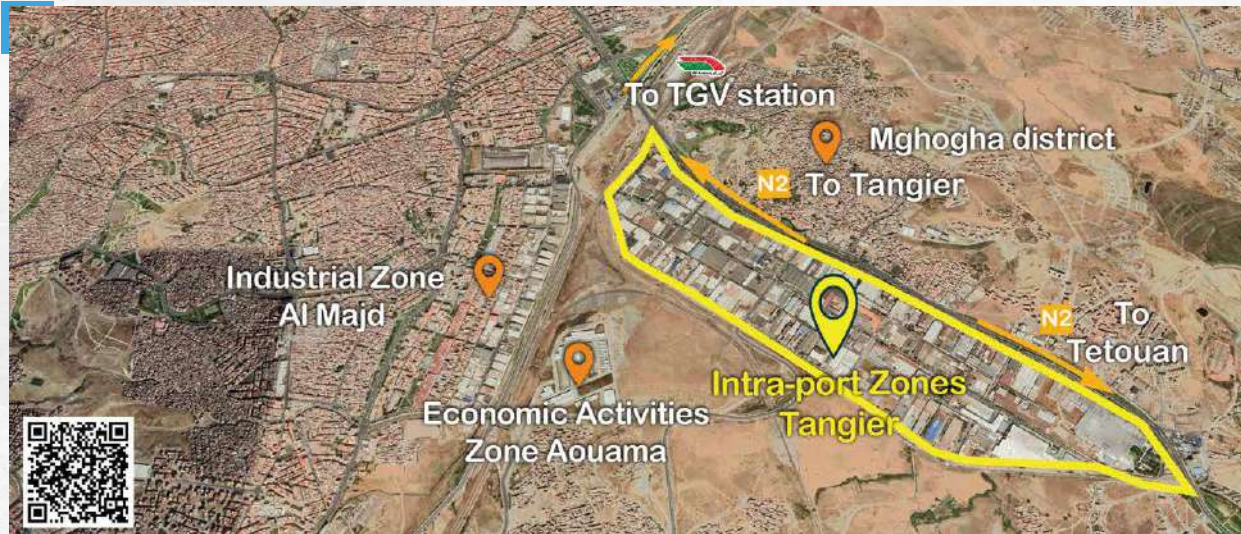 To TGV station
Mghogha district
N2 To Tangier
Industrial Zone
Al Majd
N2 To
Tetouan
Intra-port Zones
Tangier
Economic Activities
Zone Aouama